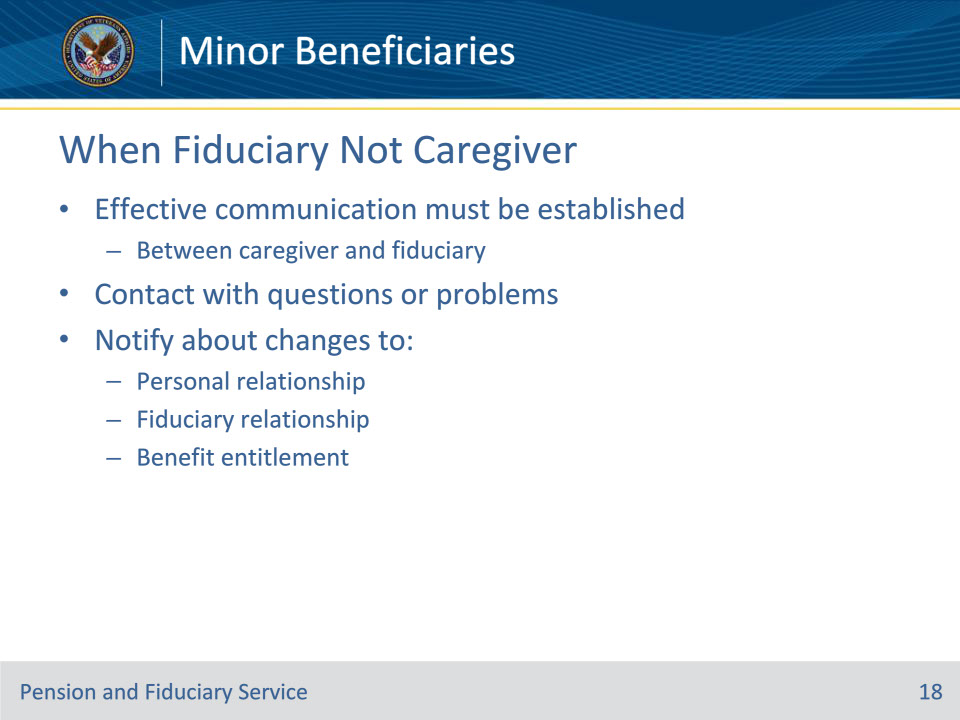 Minor Beneficiaries
When Fiduciary Not Caregiver
• Effective communication must be established
– Between caregiver and fiduciary
• Contact with questions or problems
• Notify about changes to:
– Personal relationship
– Fiduciary relationship
– Benefit entitlement
Pension and Fiduciary Service
18